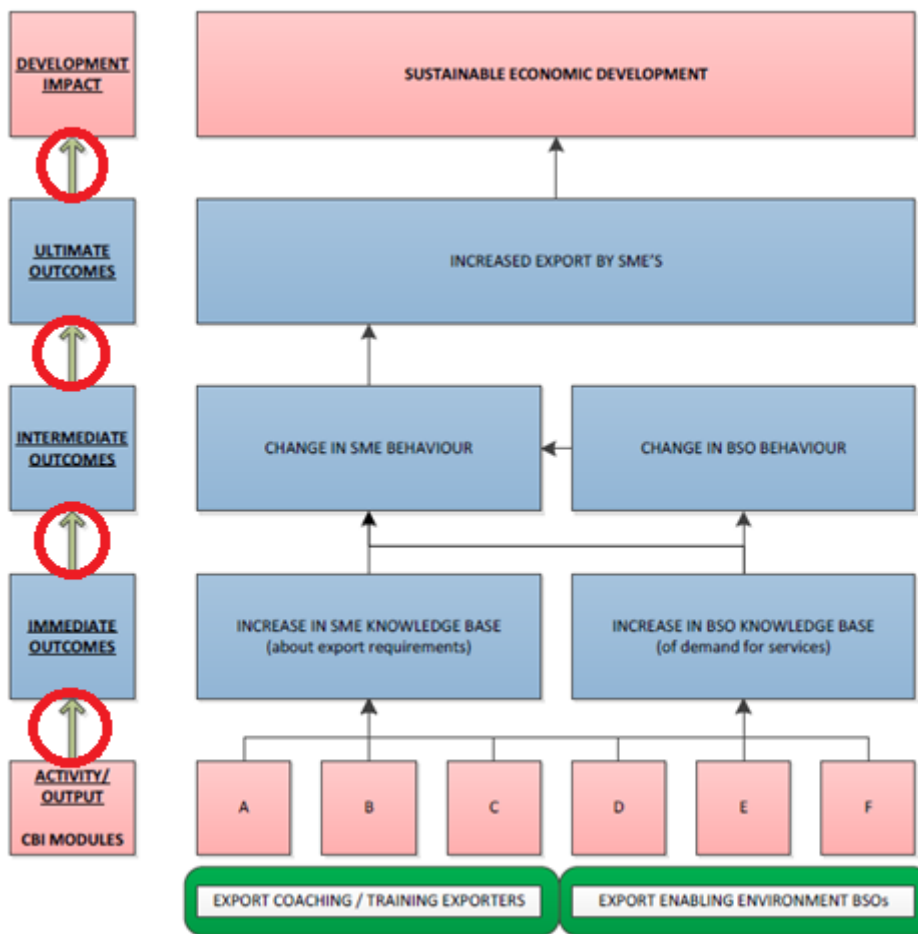 DEVELOPMENT
IMPACT
SUSTAINABLE ECONOMIC DEVELOPMENT
ULTIMATE
OUTCOMES
INCREASED EXPORT BY SME'S
INTERMEDIATE
OUTCOMES
CHANGE IN SME BEHAVIOUR
CHANGE IN BSO BEHAVIOUR
IMMEDIATE
OUTCOMES
INCREASE IN SME KNOWLEDGE BASE
(about export requirements)
INCREASE IN BSO KNOWLEDGE BASE
(of demand for services)
ACTIVITY/
OUTPUT
CBI MODULES
A
B
C
D
E
F
EXPORT COACHING / TRAINING EXPORTERS
EXPORT ENABLING ENVIRONMENT BSOs